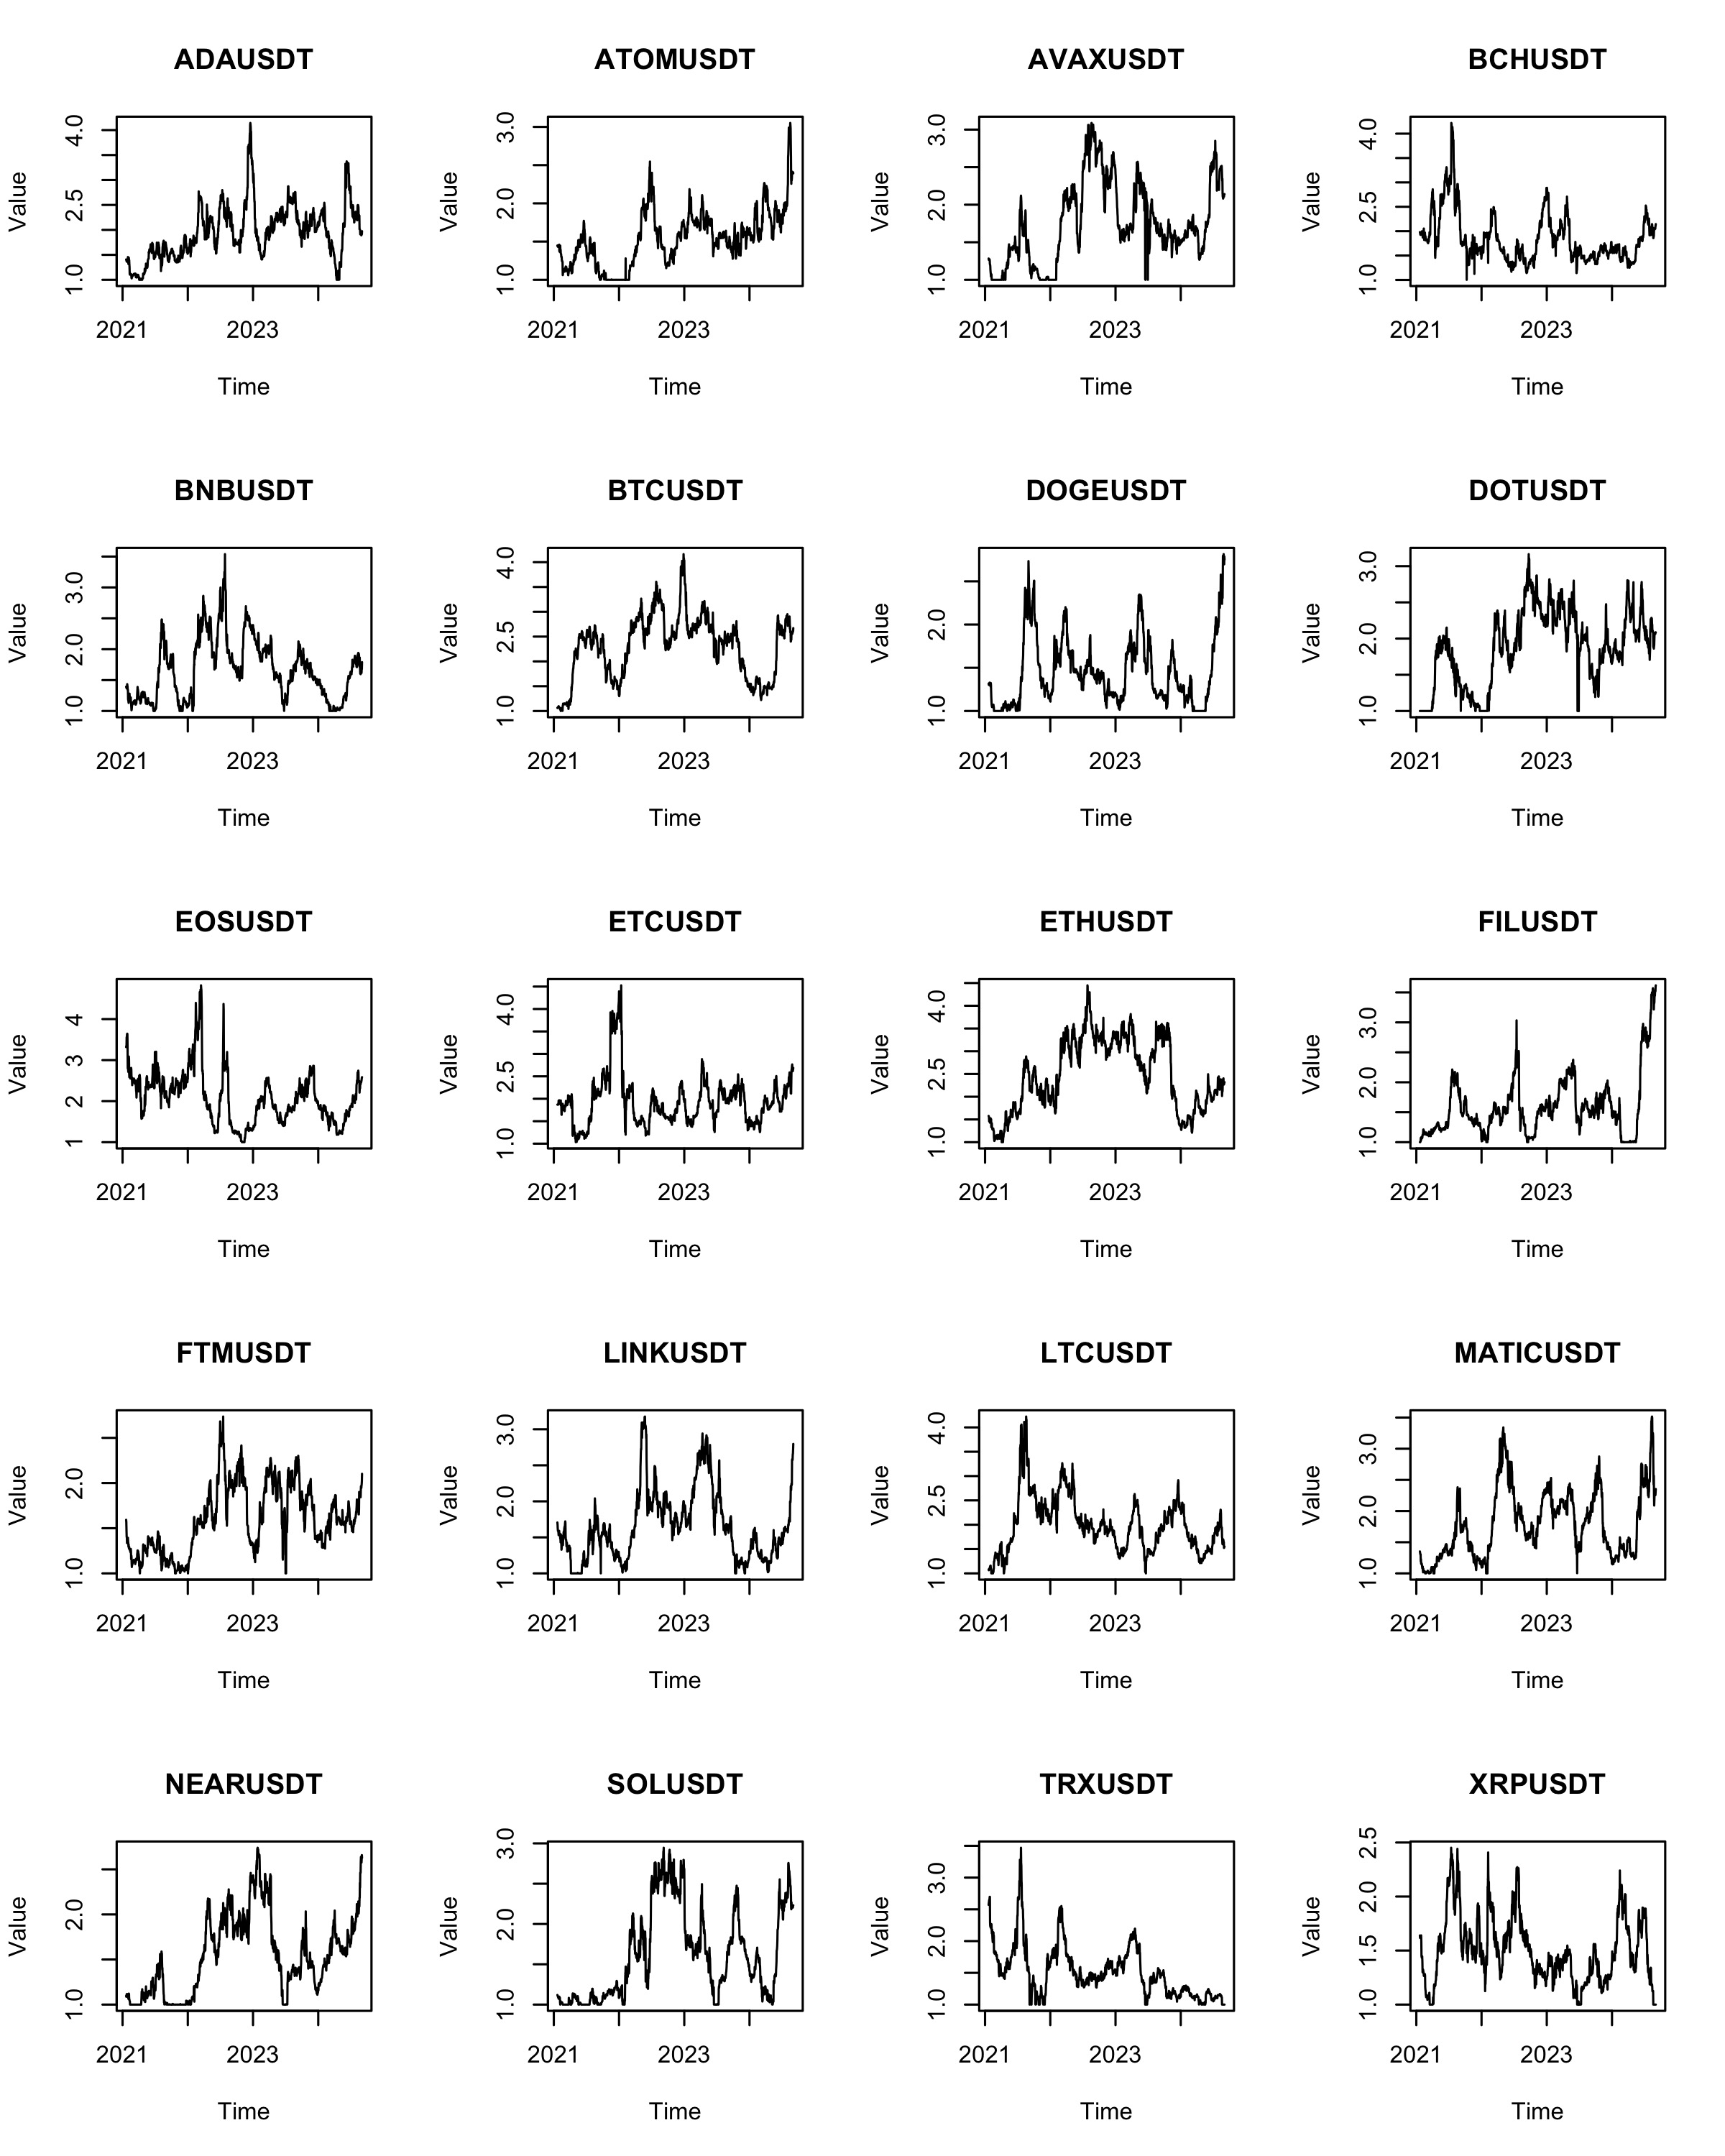 ADAUSDT
ATOMUSDT
AVAXUSDT
BCHUSDT
Value
1.0 2.5 4.0
2021 2023
Time
Value
1.0 2.0 3.0
2021 2023
Time
Value
1.0 2.0 3.0
2021 2023
Time
Value
1.0 2.5 4.0
2021 2023
Time
BNBUSDT
BTCUSDT
DOGEUSDT
DOTUSDT
Value
1.0 2.0 3.0
2021 2023
Time
Value
1.0 2.5 4.0
2021 2023
Time
Value
1.0 2.0
2021 2023
Time
Value
1.0 2.0 3.0
2021 2023
Time
EOSUSDT
ETCUSDT
ETHUSDT
FILUSDT
Value
1 2 3 4
2021 2023
Time
Value
1.0 2.5 4.0
2021 2023
Time
Value
1.0 2.5 4.0
2021 2023
Time
Value
1.0 2.0 3.0
2021 2023
Time
FTMUSDT
LINKUSDT
LTCUSDT
MATICUSDT
Value
1.0 2.0
2021 2023
Time
Value
1.0 2.0 3.0
2021 2023
Time
Value
1.0 2.5 4.0
2021 2023
Time
Value
1.0 2.0 3.0
2021 2023
Time
NEARUSDT
SOLUSDT
TRXUSDT
XRPUSDT
Value
1.0 2.0
2021 2023
Time
Value
1.0 2.0 3.0
2021 2023
Time
Value
1.0 2.0 3.0
2021 2023
Time
Value
1.0 1.5 2.0 2.5
2021 2023
Time